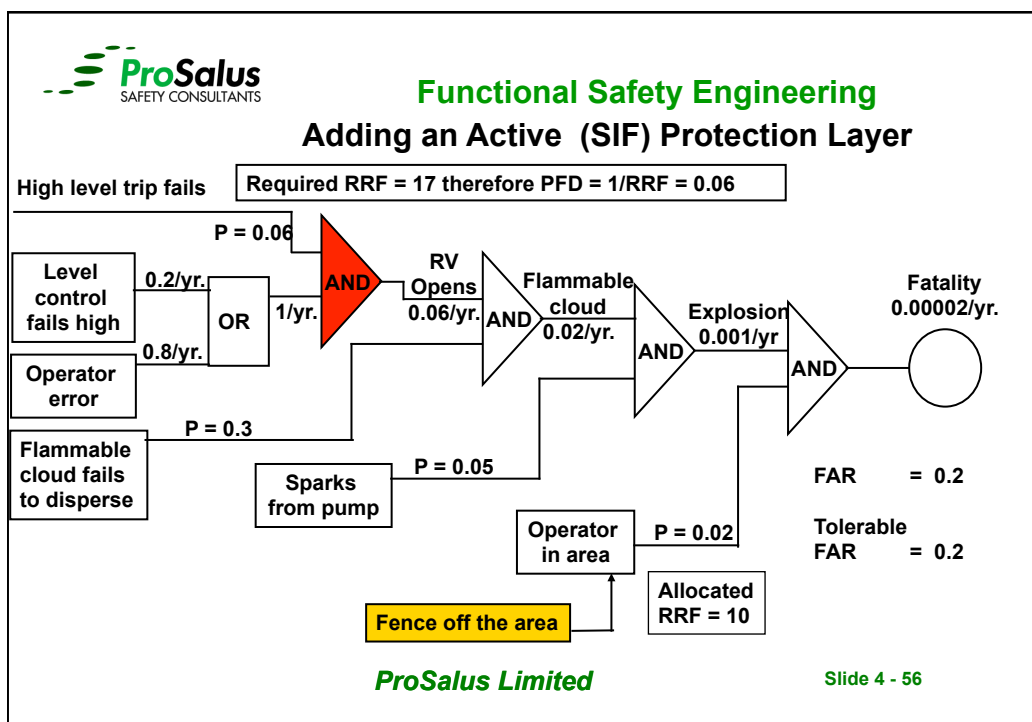 ProSalus
SAFETY CONSULTANTS
Functional Safety Engineering
Adding an Active (SIF) Protection Layer
High level trip fails
Required RRF = 17 therefore PFD = 1/RRF = 0.06
P = 0.06
Level
control
fails high
0.2/yr.
OR
1/yr.
AND
RV
Opens
0.06/yr.
AND
Flammable
cloud
0.02/yr.
AND
Explosion
0.001/yr
AND
Fatality
0.00002/yr.
0.8/yr.
Operator
error
P = 0.3
Flammable
cloud fails
to disperse
Sparks
from pump
P = 0.05
Operator
in area
P = 0.02
FAR = 0.2
Tolerable
FAR = 0.2
Allocated
RRF = 10
Fence off the area
ProSalus Limited
Slide 4 - 56